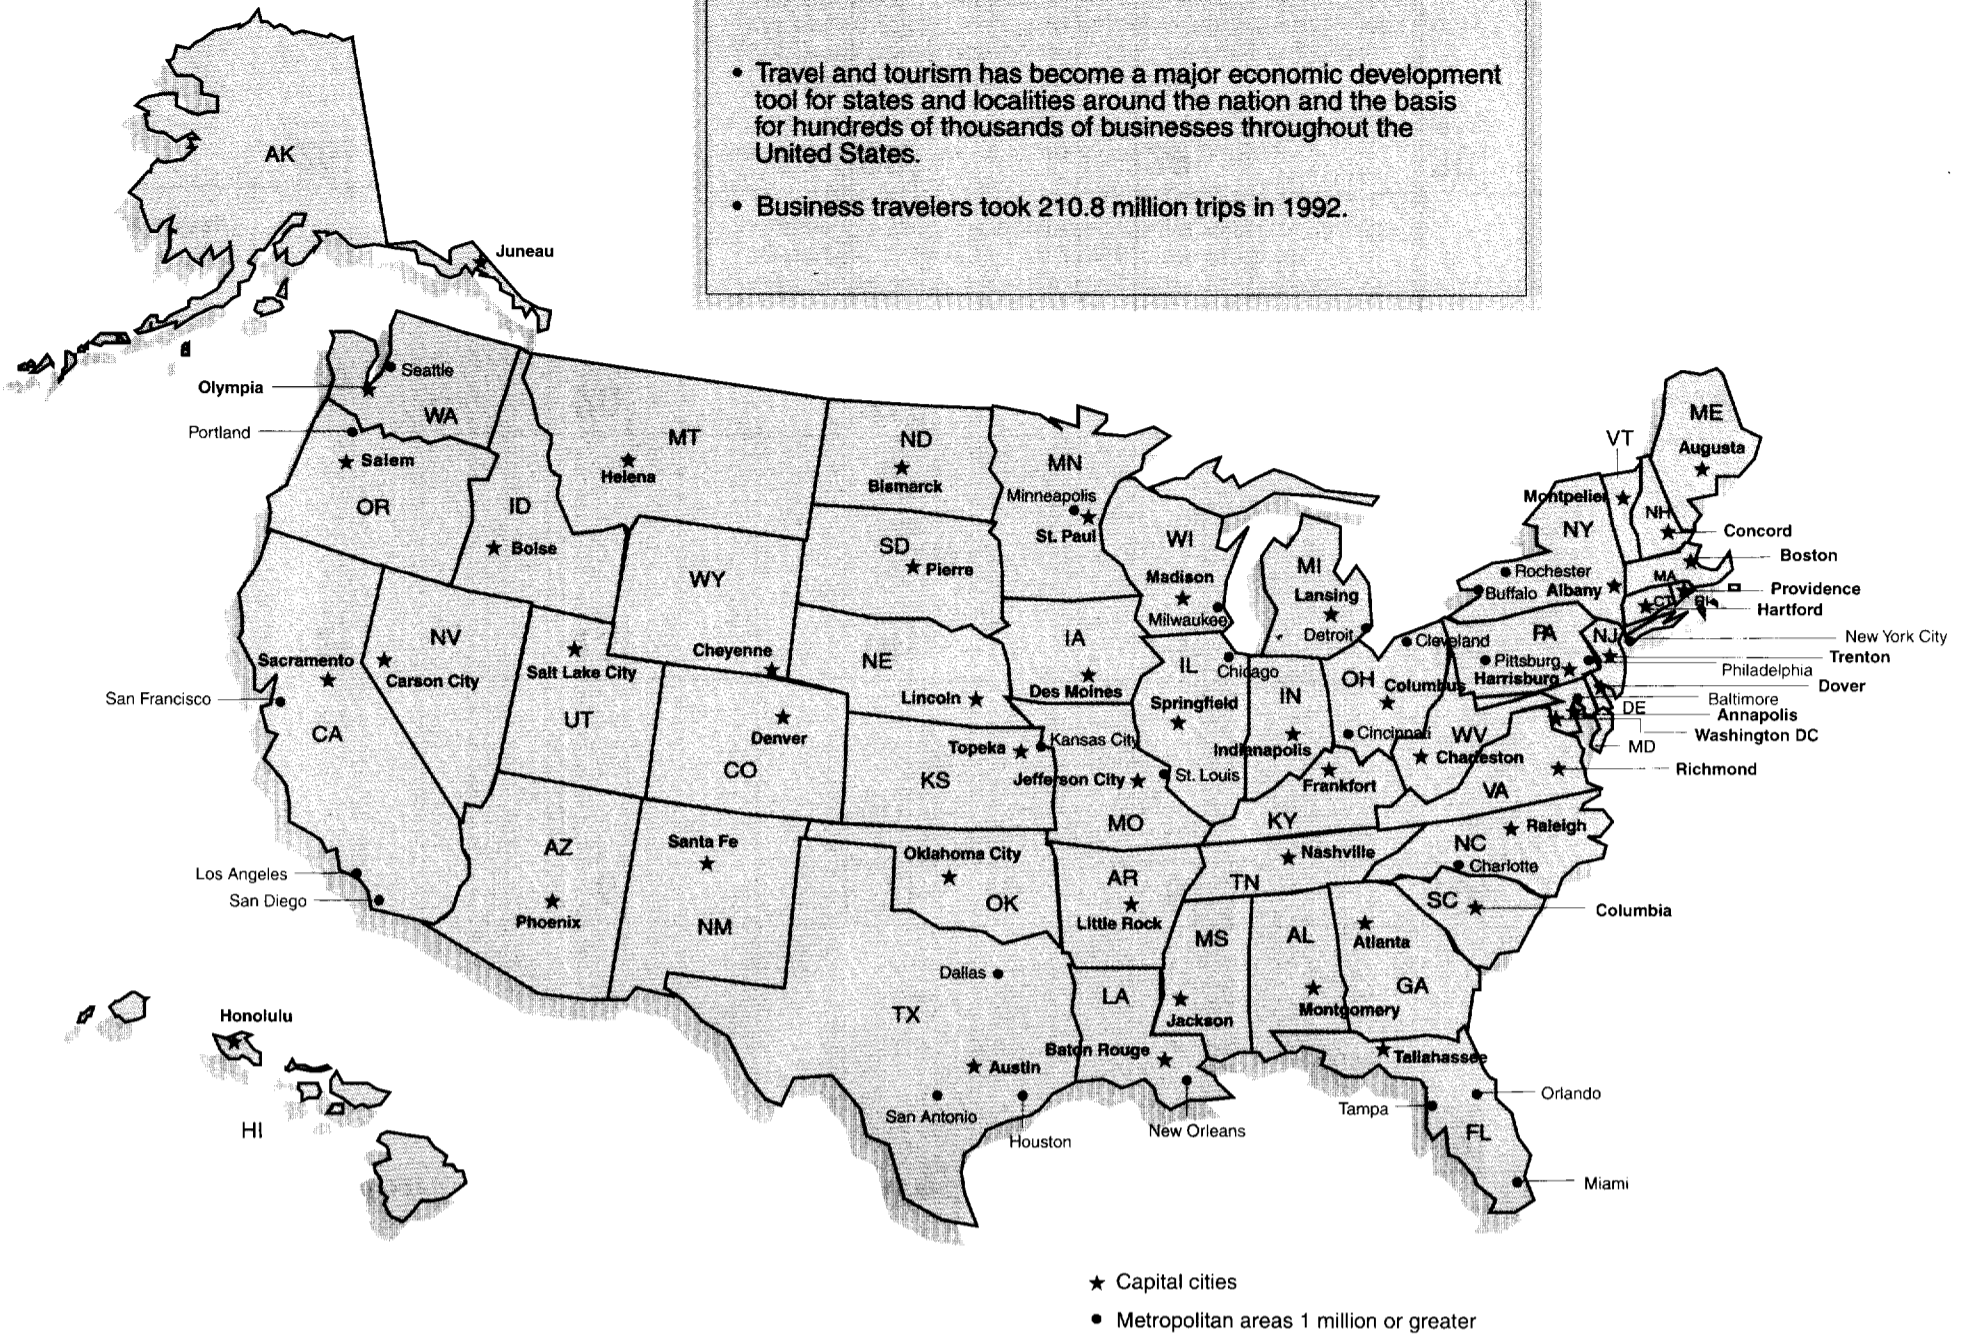 • Travel and tourism has become a major economic development
tool for states and localities around the nation and the basis
for hundreds of thousands of businesses throughout the
United States.
• Business travelers took 210.8 million trips in 1992.
AK
Juneau
Seattle
Olympia
WA
Portland
Salem
OR
ID
Boise
MT
Helena
ND
Bismarck
MN
Minneapolis
St. Paul
SD
Pierre
WY
Cheyenne
WI
Madison
Milwaukee
MI
Lansing
Detroit
ME
Augusta
VT
Montpelier
NH
Concord
NY
Rochester
Buffalo
Albany
Boston
MA
Providence
CT
RI
Hartford
New York City
PA
NJ
Trenton
Pittsburg
Harrisburg
Philadelphia
Dover
Baltimore
DE
Annapolis
Washington DC
MD
Richmond
VA
Sacramento
San Francisco
CA
Los Angeles
San Diego
NV
Carson City
Salt Lake City
UT
Denver
CO
NE
Lincoln
IA
Des Moines
IL
Chicago
Springfield
IN
Indianapolis
OH
Cleveland
Columbus
Cincinnati
WV
Charleston
Topeka
Kansas City
KS
Jefferson City
St. Louis
MO
Frankfort
KY
AZ
Phoenix
Santa Fe
NM
Oklahoma City
OK
AR
Little Rock
Nashville
TN
NC
Raleigh
Charlotte
SC
Columbia
Dallas
TX
Austin
San Antonio
Houston
LA
Baton Rouge
New Orleans
MS
Jackson
AL
Montgomery
Atlanta
GA
Tallahassee
Orlando
Tampa
FL
Miami
Honolulu
HI
★ Capital cities
• Metropolitan areas 1 million or greater